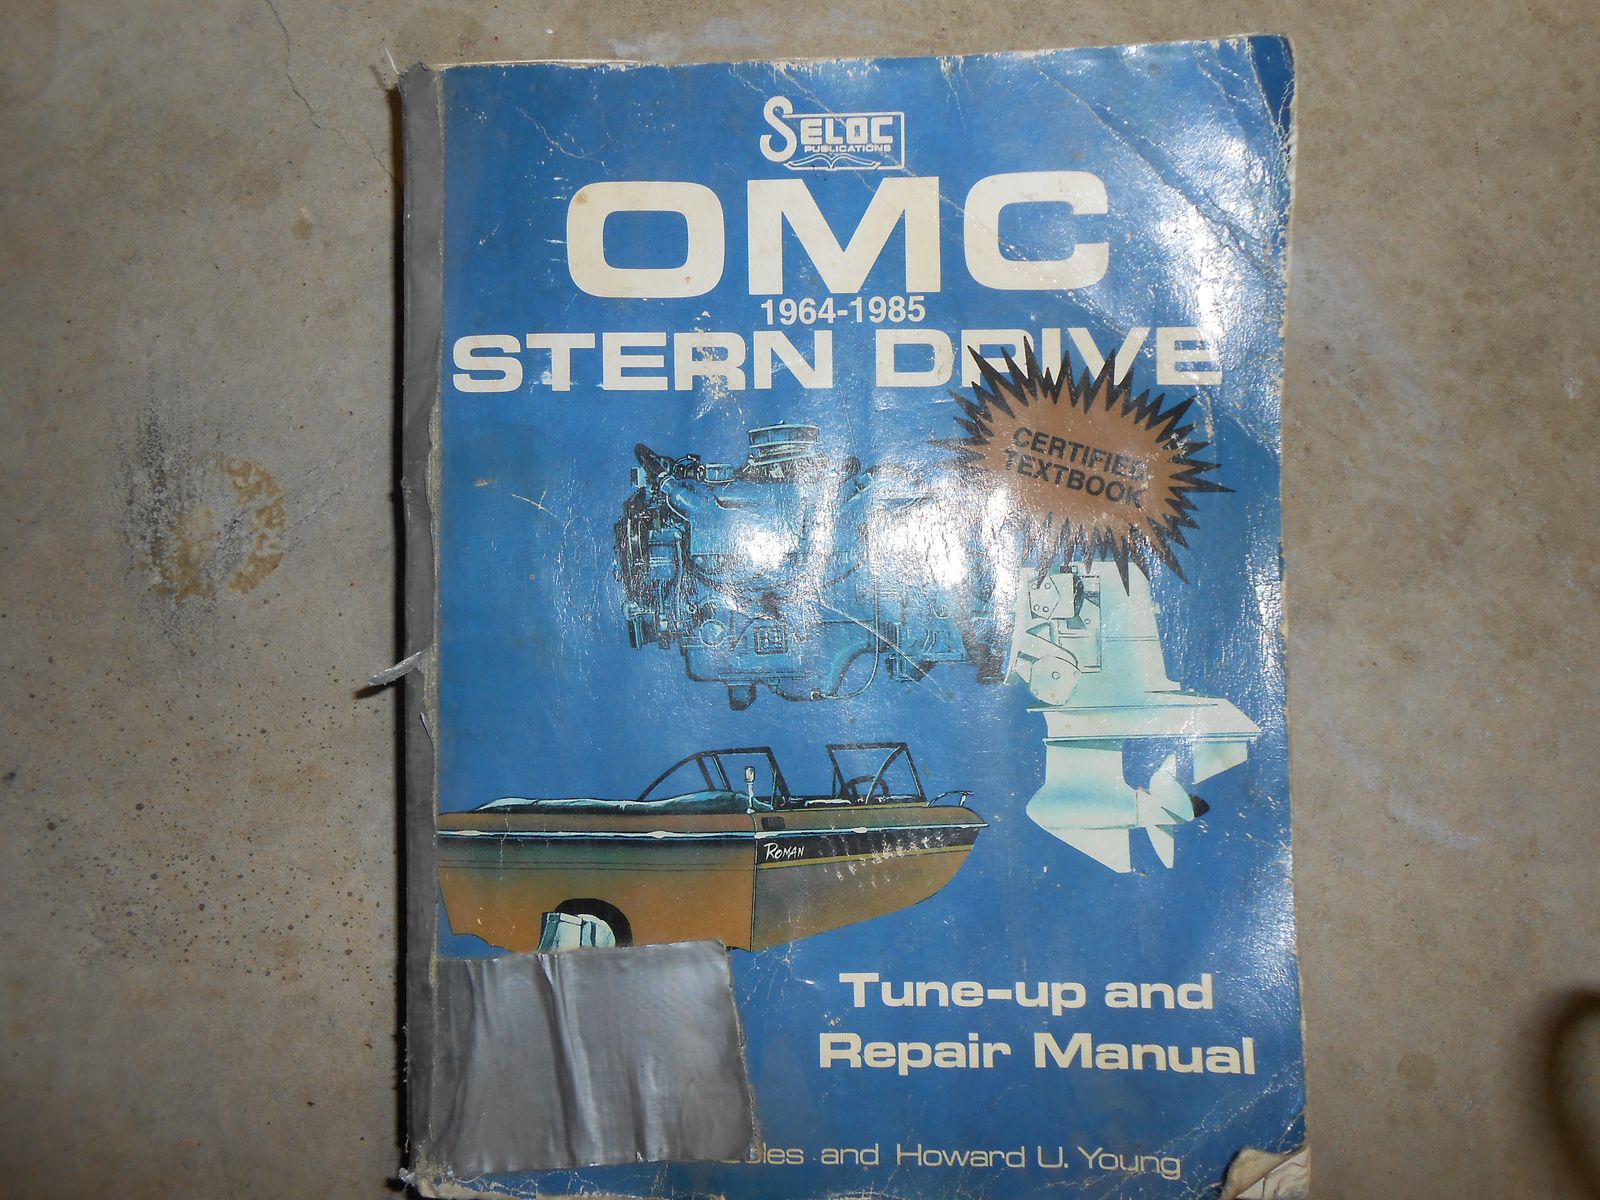 SELOC
PUBLICATIONS
OMC
1964-1985
STERN DRIVE
CERTIFIED
TEXTBOOK
ROMAN
Tune-up and
Repair Manual
and Howard U. Young